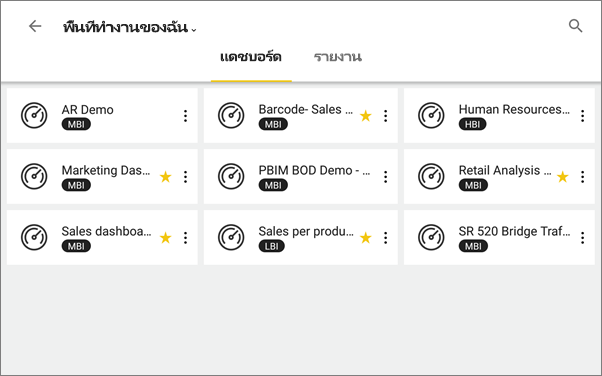 พื้นที่ทำงานของฉัน
แดชบอร์ด รายงาน
AR Demo
MBI
Barcode- Sales ...
MBI
Human Resources...
HBI
Marketing Das...
MBI
PBIM BOD Demo - ...
MBI
Retail Analysis ...
MBI
Sales dashboa...
MBI
Sales per produ...
LBI
SR 520 Bridge Traf...
MBI